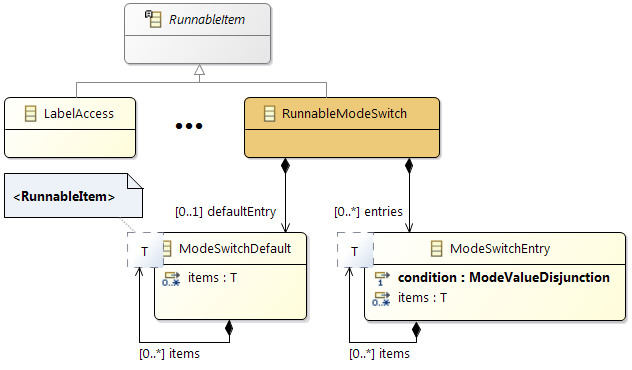 RunnableItem
LabelAccess
•••
RunnableModeSwitch
<RunnableItem>
[0..1] defaultEntry
[0..*] entries
T
ModeSwitchDefault
0..* items : T
T
ModeSwitchEntry
1 condition : ModeValueDisjunction
0..* items : T
[0..*] items
[0..*] items